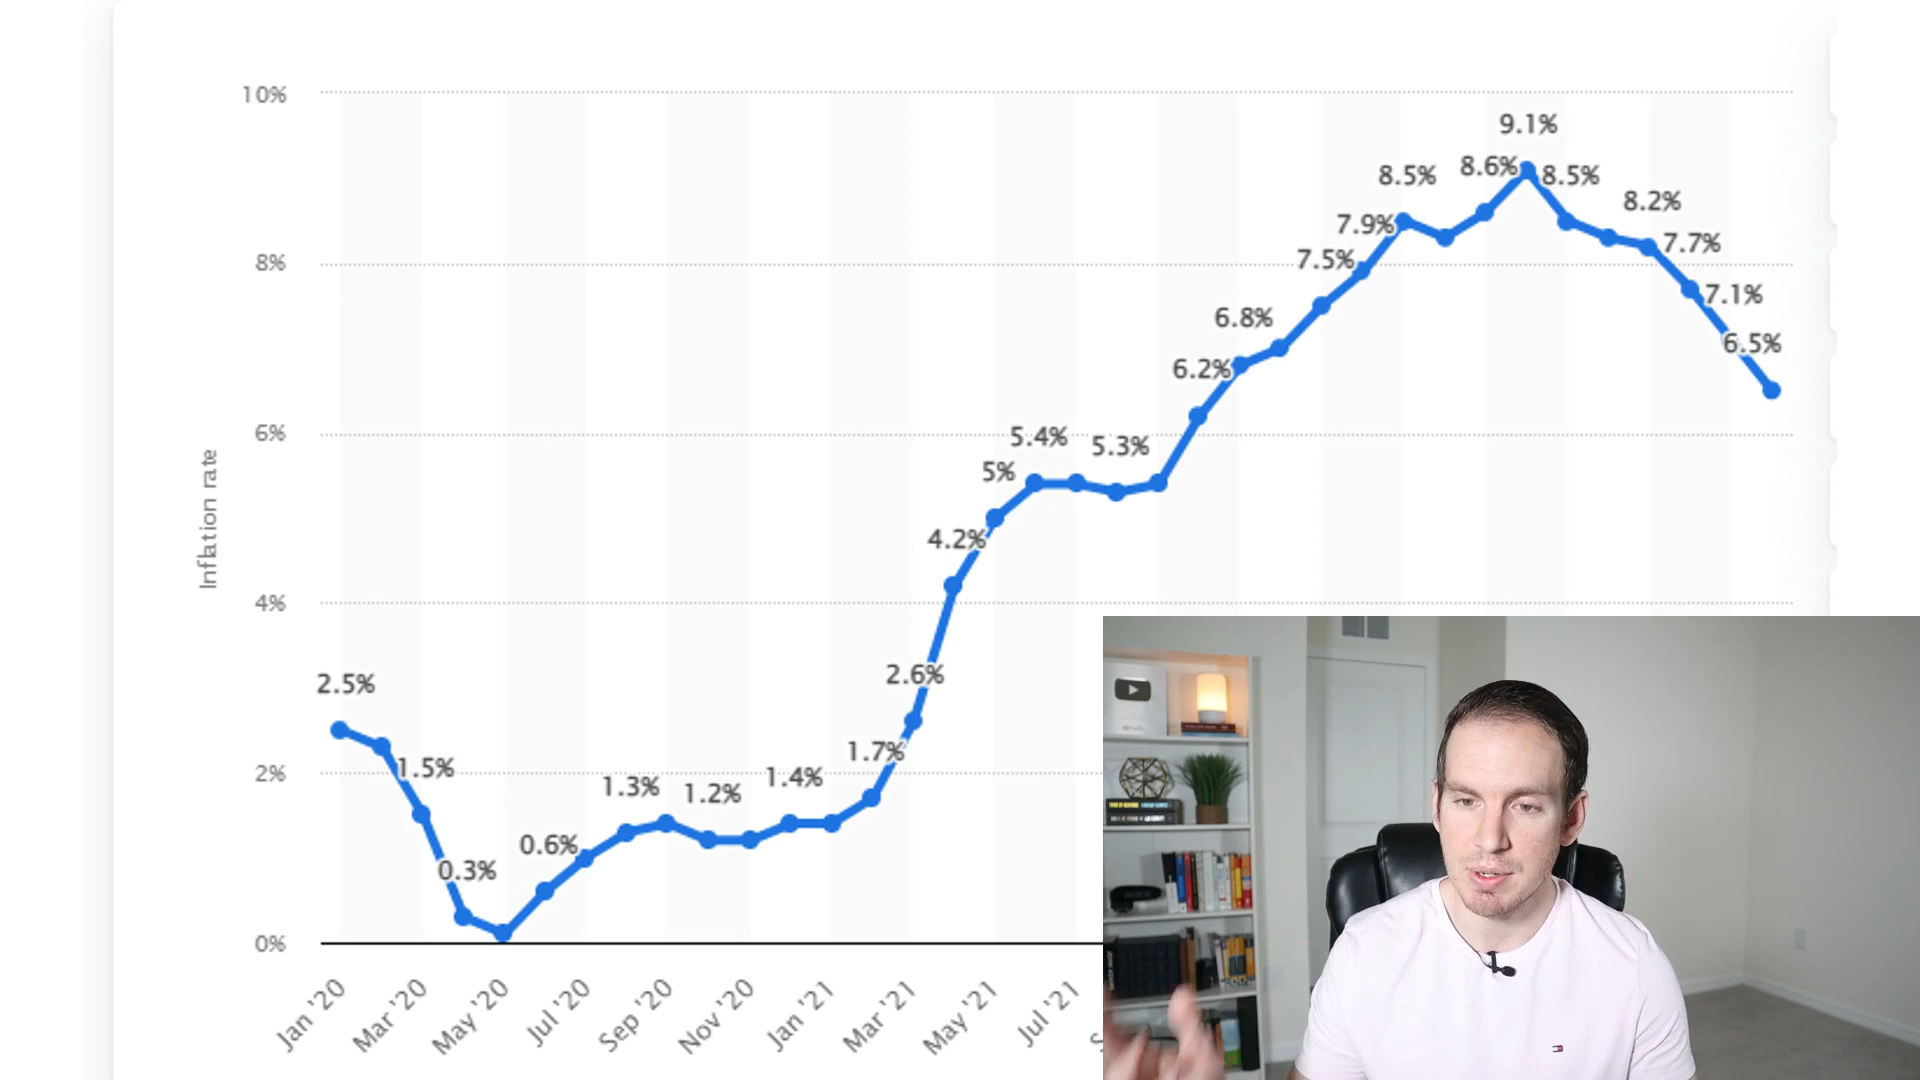 10%
8%
6%
4%
2%
0%
Inflation rate
2.5%
1.5%
0.3%
0.6%
1.3%
1.2%
1.4%
1.7%
2.6%
4.2%
5%
5.4%
5.3%
6.2%
6.8%
7.5%
7.9%
8.5%
8.6%
9.1%
8.5%
8.2%
7.7%
7.1%
6.5%
Jan '20
Mar '20
May '20
Jul '20
Sep '20
Nov '20
Jan '21
Mar '21
May '21
Jul '21